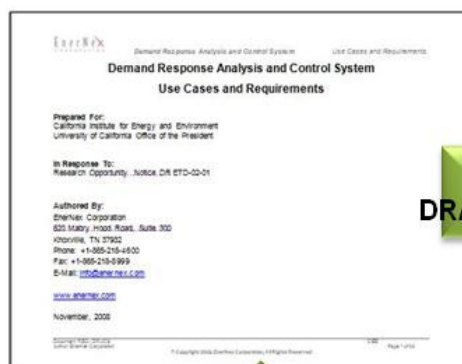 EnerNex
CORPORATION
Demand Response Analysis and Control System Use Cases and Requirements
Demand Response Analysis and Control System
Use Cases and Requirements
Prepared For:
California Institute for Energy and Environment
University of California Office of the President
In Response To:
Research Opportunity...Notice, DR ETD-02-01
Authored By:
EnerNex Corporation
620 Mabry...Hood...Road,..Suite 300
Knoxville, TN 37932
Phone: +1-865-218-4600
Fax: +1-865-218-8999
E-Mail: info@enernex.com
www.enernex.com
November, 2008
DRA